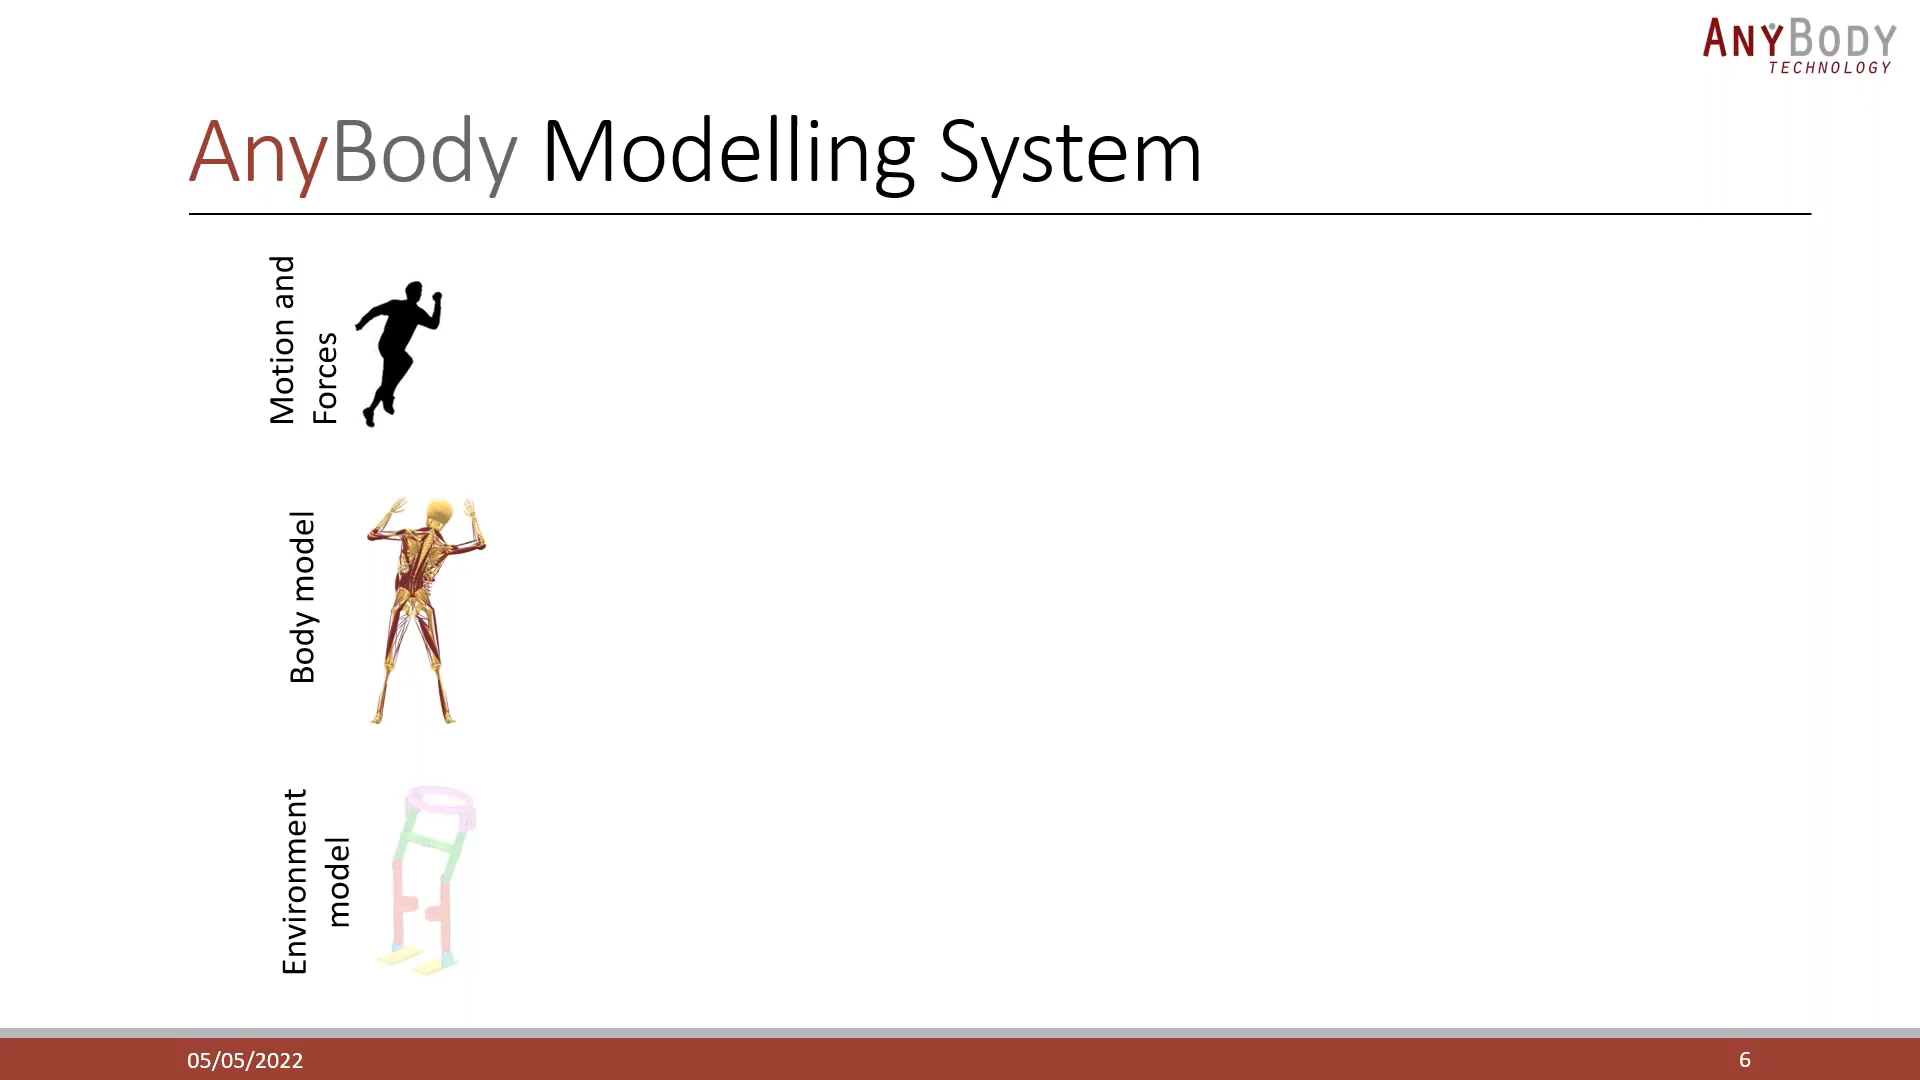 ANYBODY
TECHNOLOGY
AnyBody Modelling System
Motion and
Forces
Body model
Environment
model
05/05/2022
6